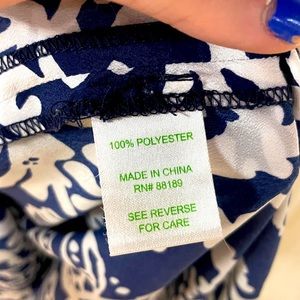 100% POLYESTER
MADE IN CHINA
RN# 88189
SEE REVERSE
FOR CARE